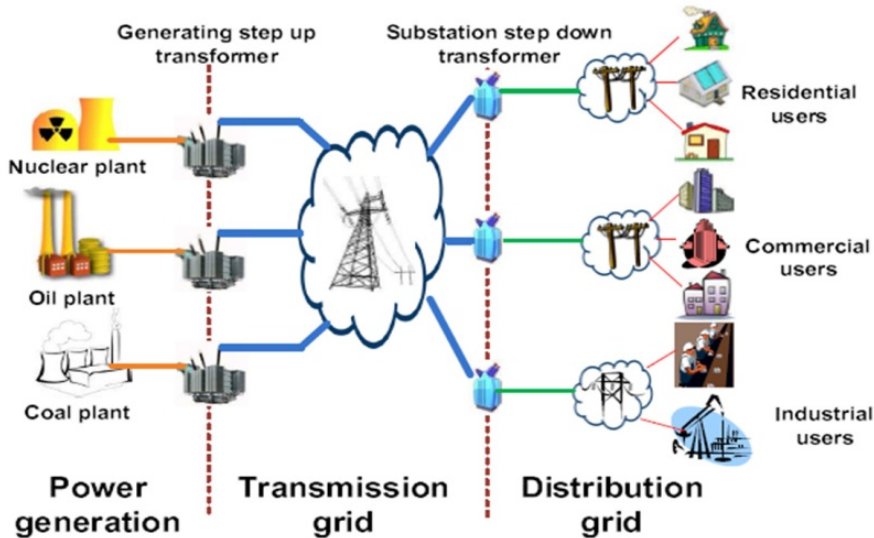 Generating step up
transformer
Substation step down
transformer
Residential
users
Nuclear plant
Commercial
users
Oil plant
Coal plant
Industrial
users
Power
generation
Transmission
grid
Distribution
grid